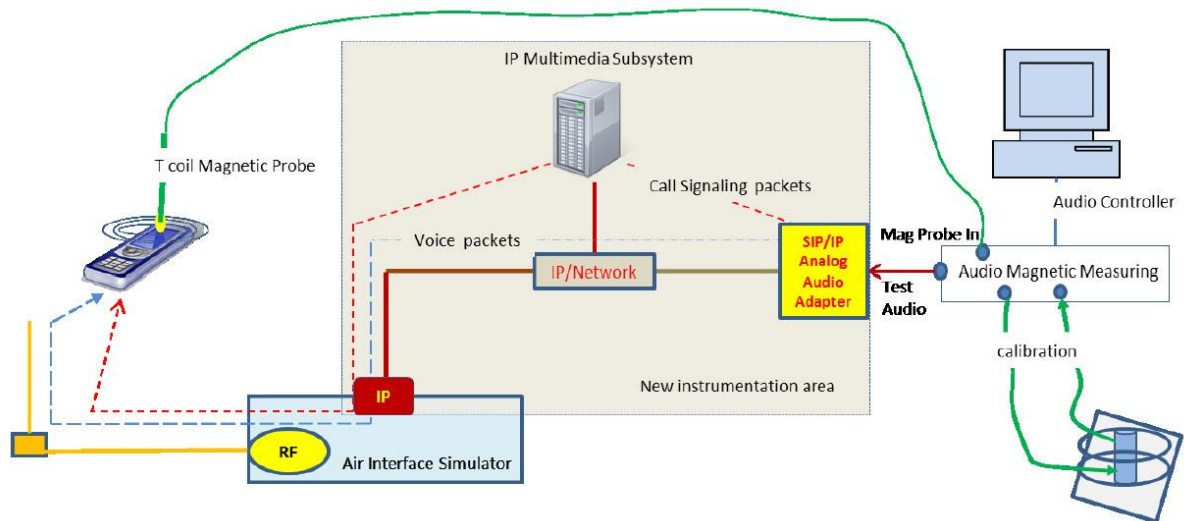 IP Multimedia Subsystem
T coil Magnetic Probe
Call Signaling packets
Audio Controller
Voice packets
Mag Probe In
SIP/IP
Analog
Audio
Adapter
IP/Network
Audio Magnetic Measuring
Test
Audio
calibration
New instrumentation area
IP
RF
Air Interface Simulator